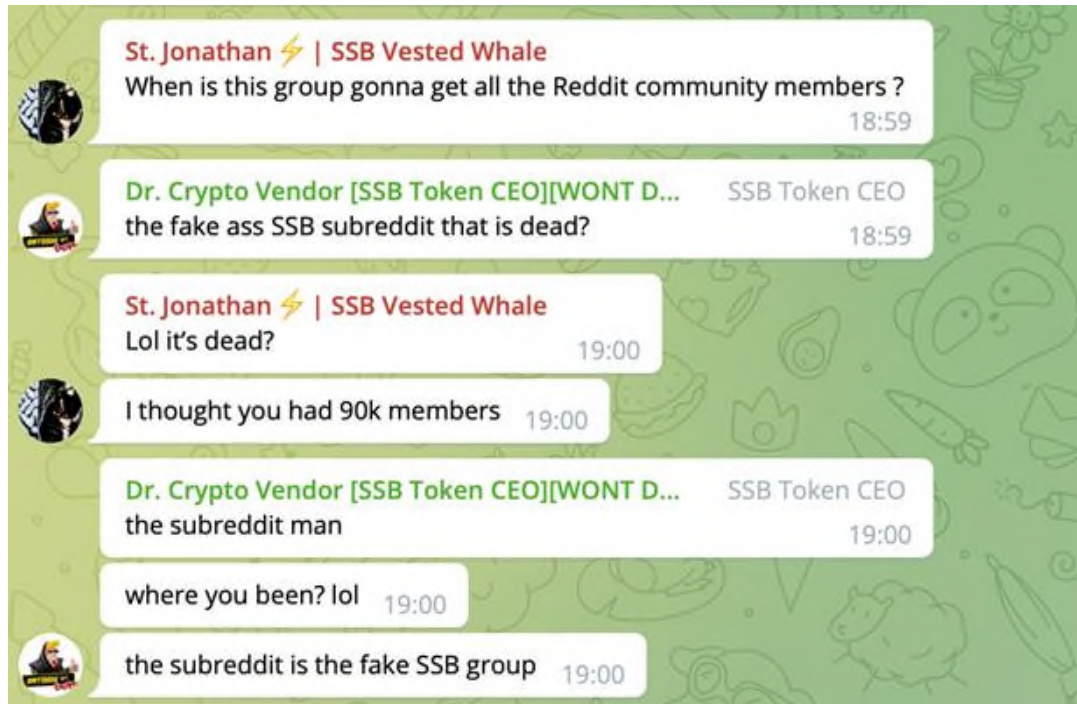 St. Jonathan ⚡ | SSB Vested Whale
When is this group gonna get all the Reddit community members ?
18:59
Dr. Crypto Vendor [SSB Token CEO][WONT D... SSB Token CEO
the fake ass SSB subreddit that is dead?
18:59
St. Jonathan ⚡ | SSB Vested Whale
Lol it’s dead?
19:00
I thought you had 90k members 19:00
Dr. Crypto Vendor [SSB Token CEO][WONT D... SSB Token CEO
the subreddit man
19:00
where you been? lol 19:00
the subreddit is the fake SSB group 19:00